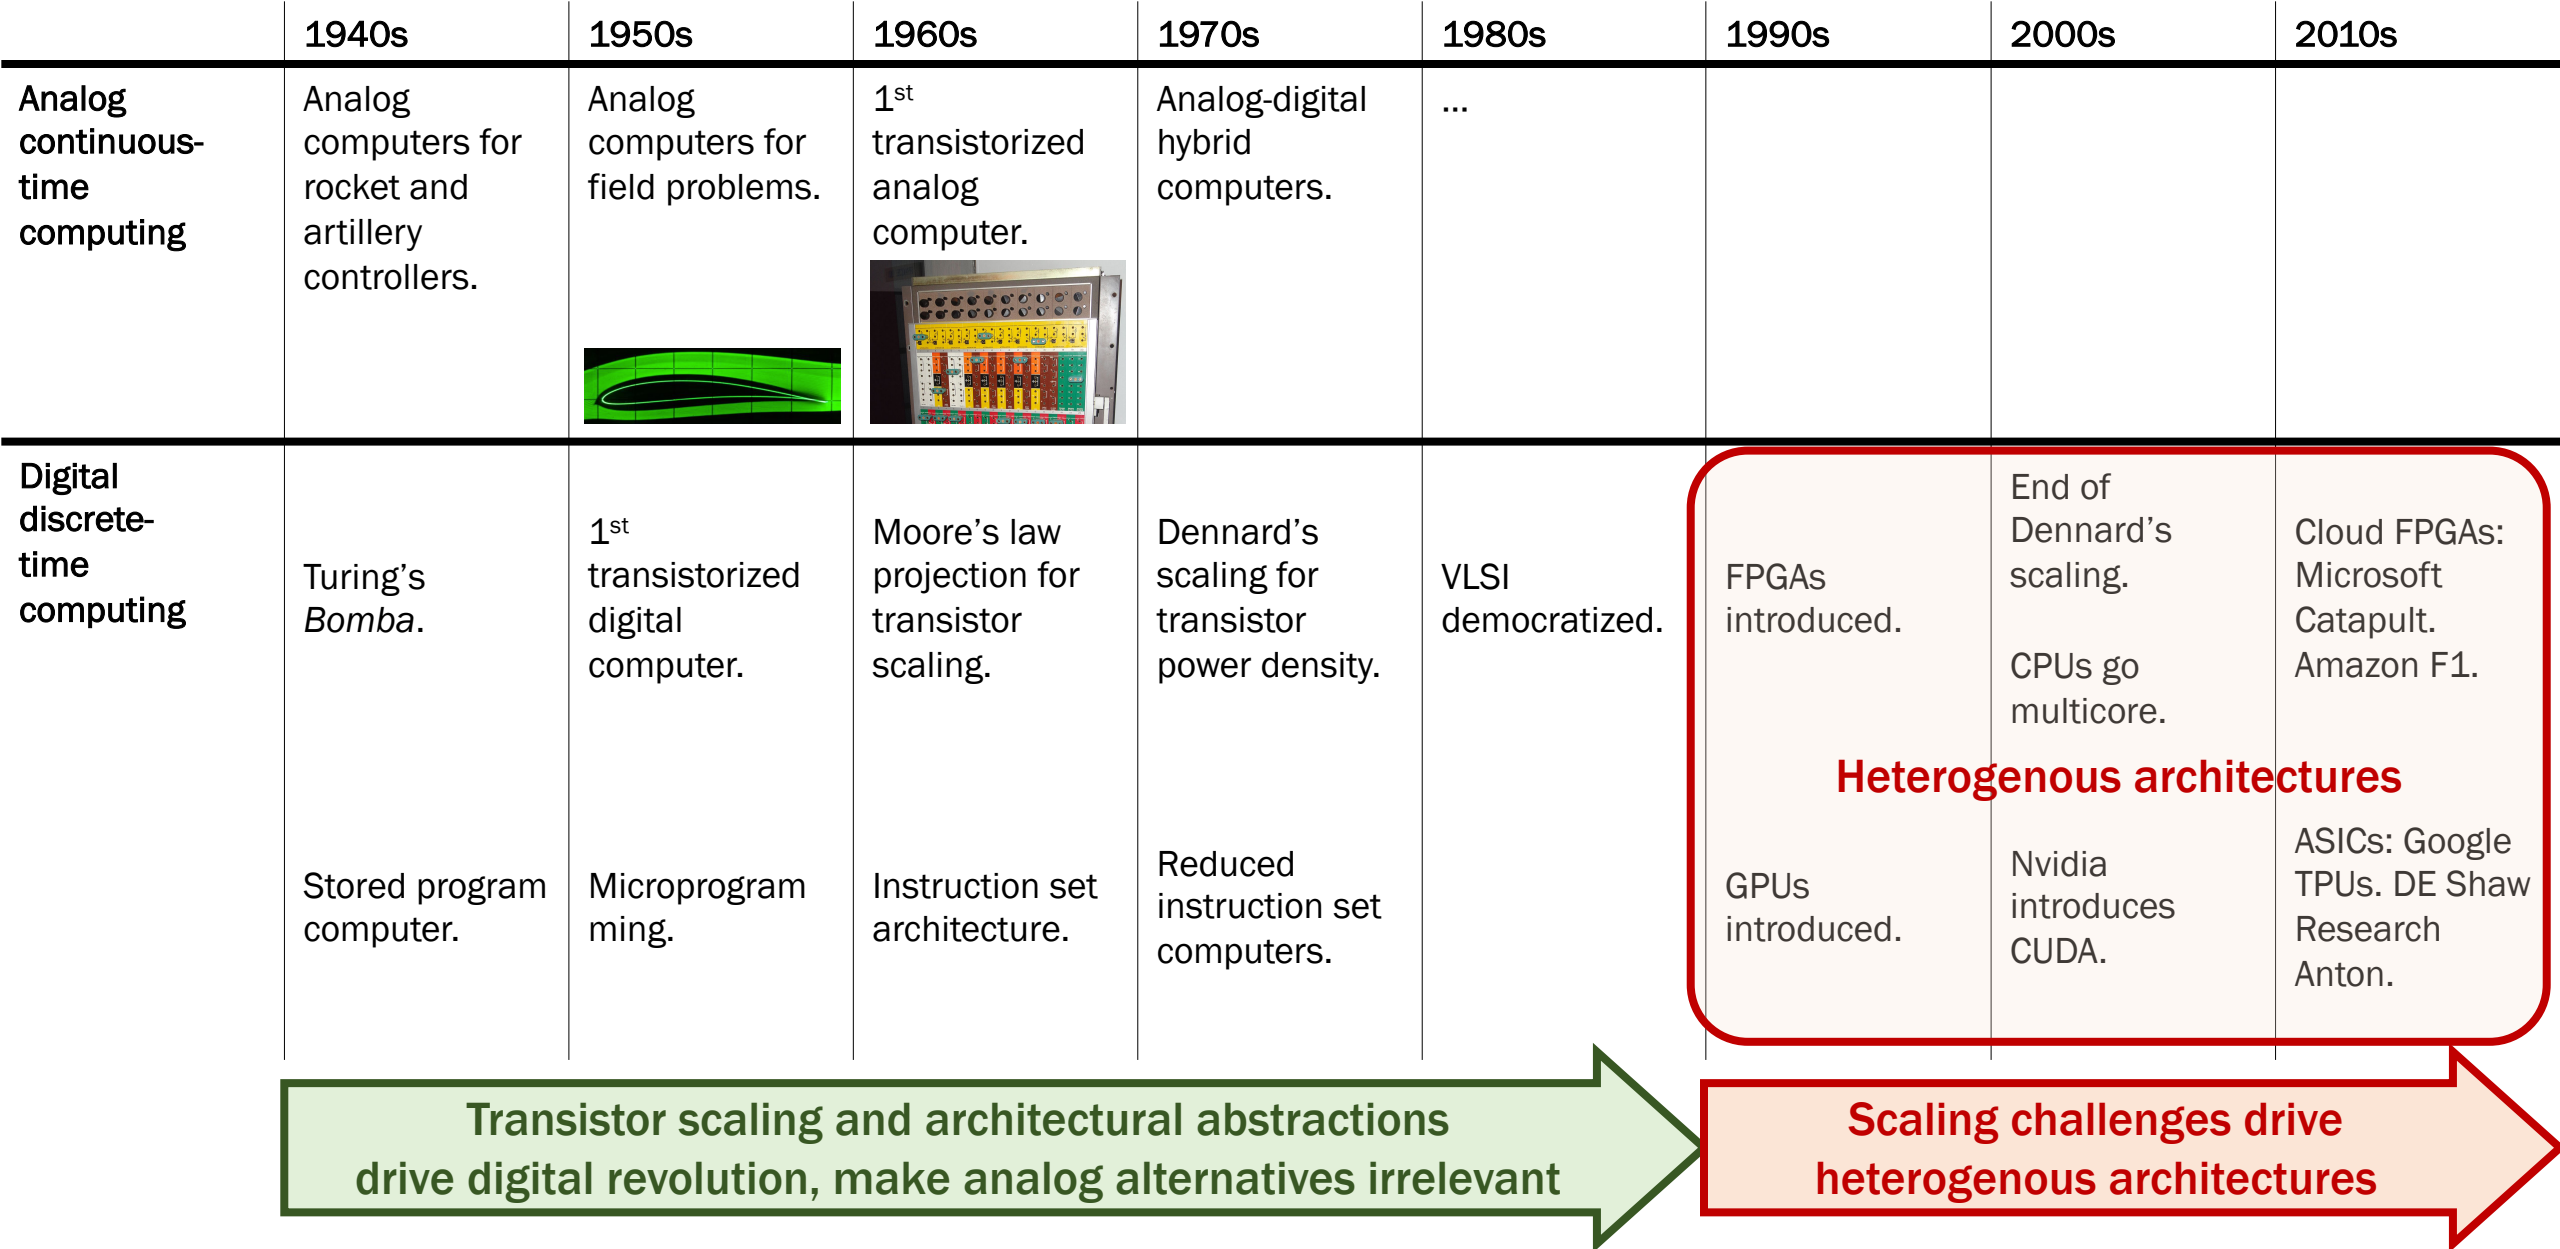 1940s
1950s
1960s
1970s
1980s
1990s
2000s
2010s
Analog
continuous-
time
computing
Analog
computers for
rocket and
artillery
controllers.
Analog
computers for
field problems.
1st
transistorized
analog
computer.
Analog-digital
hybrid
computers.
...
Digital
discrete-
time
computing
Turing’s
Bomba.
Stored program
computer.
1st
transistorized
digital
computer.
Microprogram
ming.
Moore’s law
projection for
transistor
scaling.
Instruction set
architecture.
Dennard’s
scaling for
transistor
power density.
Reduced
instruction set
computers.
VLSI
democratized.
FPGAs
introduced.
GPUs
introduced.
End of
Dennard’s
scaling.
CPUs go
multicore.
Nvidia
introduces
CUDA.
Cloud FPGAs:
Microsoft
Catapult.
Amazon F1.
ASICs: Google
TPUs. DE Shaw
Research
Anton.
Heterogenous architectures
Transistor scaling and architectural abstractions
drive digital revolution, make analog alternatives irrelevant
Scaling challenges drive
heterogenous architectures